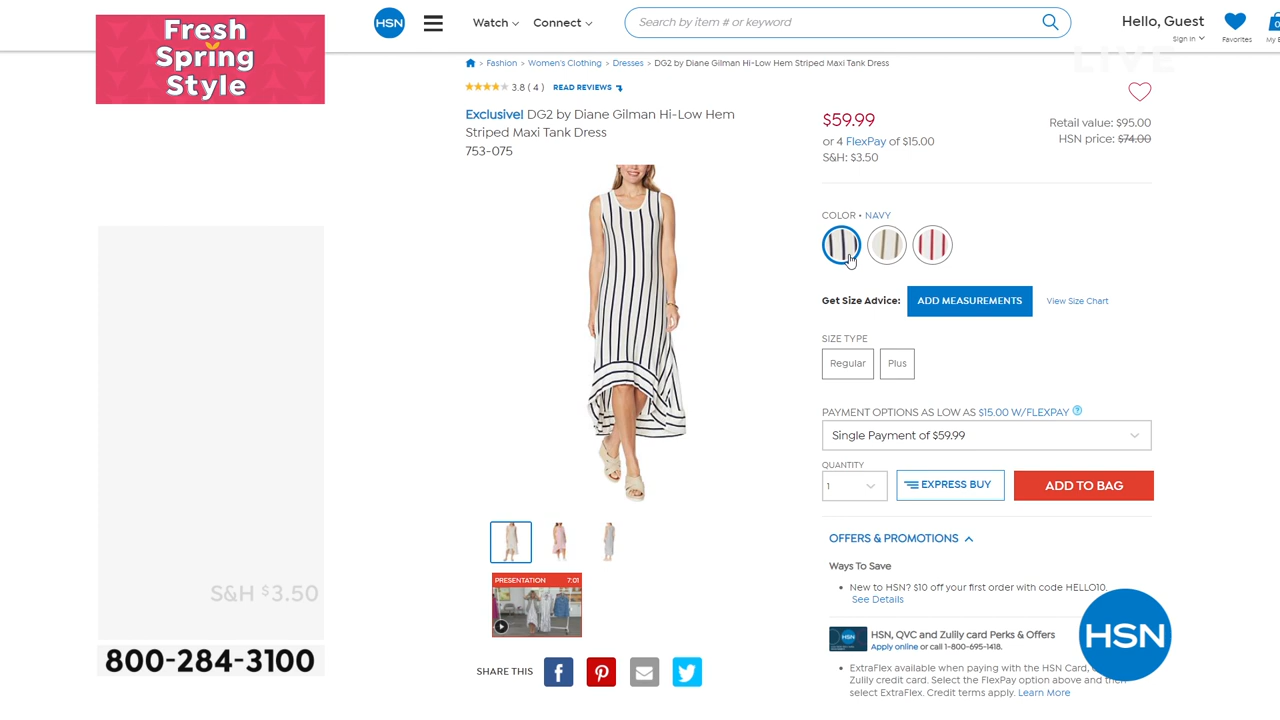 Fresh
Spring
Style
S&H $3.50
800-284-3100
HSN
Watch
Connect
Search by item # or keyword
Hello, Guest
Sign In
Favorites
0
LIVE
Fashion > Women's Clothing > Dresses > DG2 by Diane Gilman Hi-Low Hem Striped Maxi Tank Dress
3.8 ( 4 ) READ REVIEWS
Exclusive! DG2 by Diane Gilman Hi-Low Hem
Striped Maxi Tank Dress
753-075
PRESENTATION 7:01
SHARE THIS
$59.99
or 4 FlexPay of $15.00
S&H: $3.50
Retail value: $95.00
HSN price: $74.00
COLOR • NAVY
Get Size Advice: ADD MEASUREMENTS View Size Chart
SIZE TYPE
Regular Plus
PAYMENT OPTIONS AS LOW AS $15.00 W/FLEXPAY ?
Single Payment of $59.99
QUANTITY
1 EXPRESS BUY ADD TO BAG
OFFERS & PROMOTIONS
Ways To Save
• New to HSN? $10 off your first order with code HELLO10.
See Details
HSN HSN, QVC and Zulily card Perks & Offers
Apply online or call 1-800-695-1418.
• ExtraFlex available when paying with the HSN Card,
Zulily credit card. Select the FlexPay option above and then
select ExtraFlex. Credit terms apply. Learn More
HSN